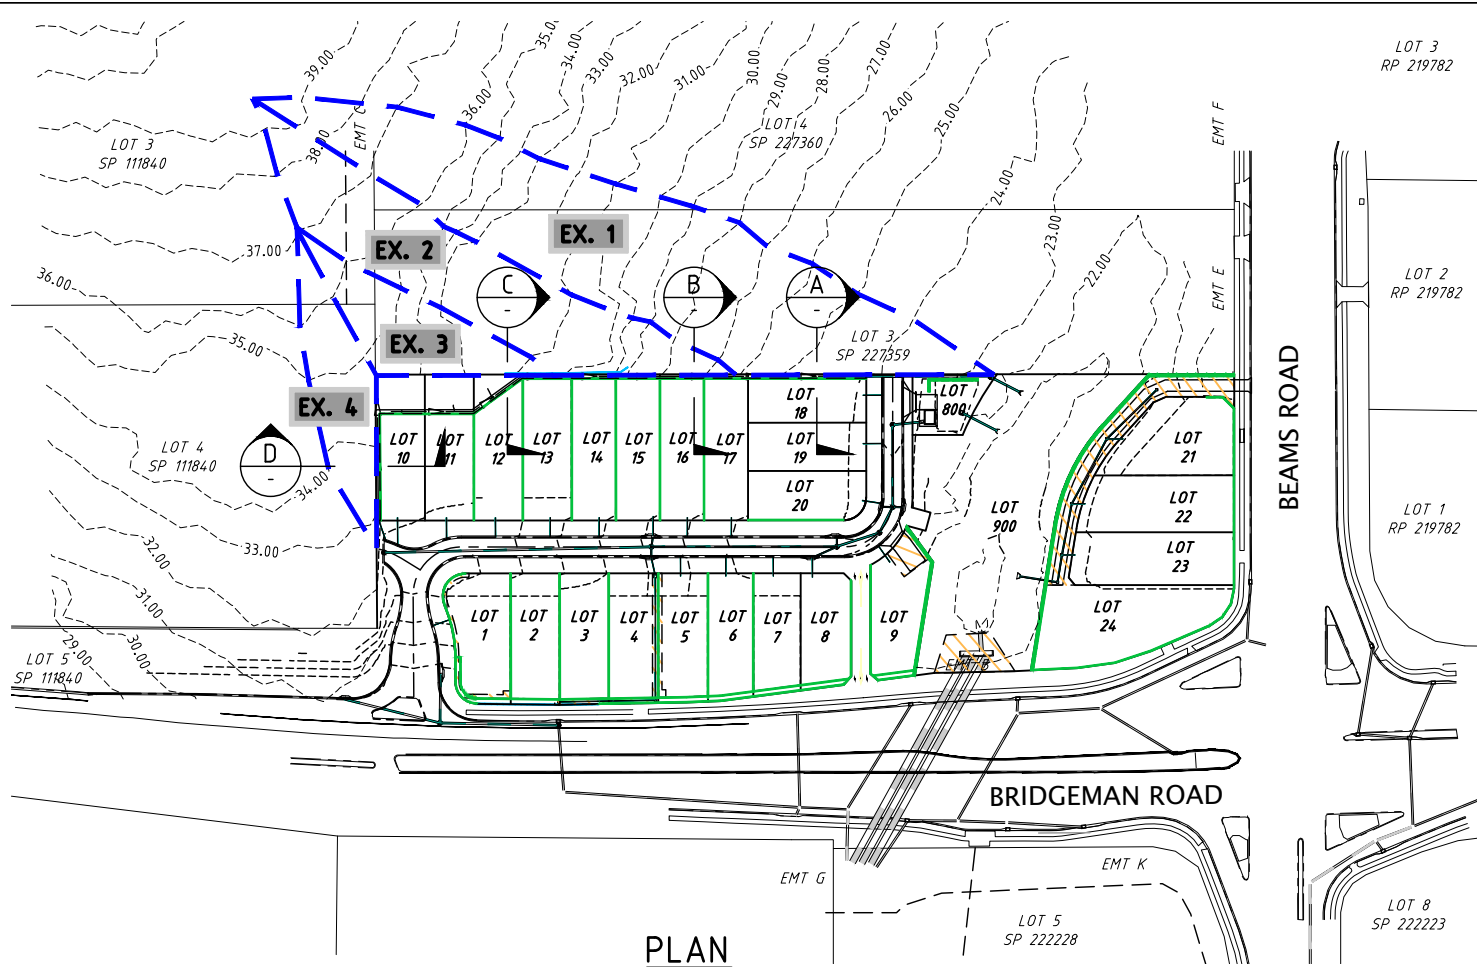 LOT 3
RP 219782
39.00
35.00
34.00
33.00
32.00
31.00
30.00
29.00
28.00
27.00
26.00
25.00
36.00
EMT C
38.00
LOT 4
SP 227360
EMT F
LOT 3
SP 111840
24.00
23.00
22.00
37.00
EX. 2
EX. 1
36.00
C
-
B
-
A
-
EMT E
LOT 2
RP 219782
35.00
EX. 3
LOT 3
SP 227359
BEAMS ROAD
EX. 4
LOT
18
LOT
800
LOT 4
SP 111840
D
-
34.00
LOT
10
LOT
11
LOT
12
LOT
13
LOT
14
LOT
15
LOT
16
LOT
17
LOT
19
LOT
20
LOT
21
LOT
22
LOT
23
LOT
900
LOT 1
RP 219782
33.00
32.00
31.00
30.00
29.00
LOT 5
SP 111840
LOT
1
LOT
2
LOT
3
LOT
4
LOT
5
LOT
6
LOT
7
LOT
8
LOT
9
LOT
24
EMT B
BRIDGEMAN ROAD
EMT G
EMT K
LOT 5
SP 222228
LOT 8
SP 222223
PLAN